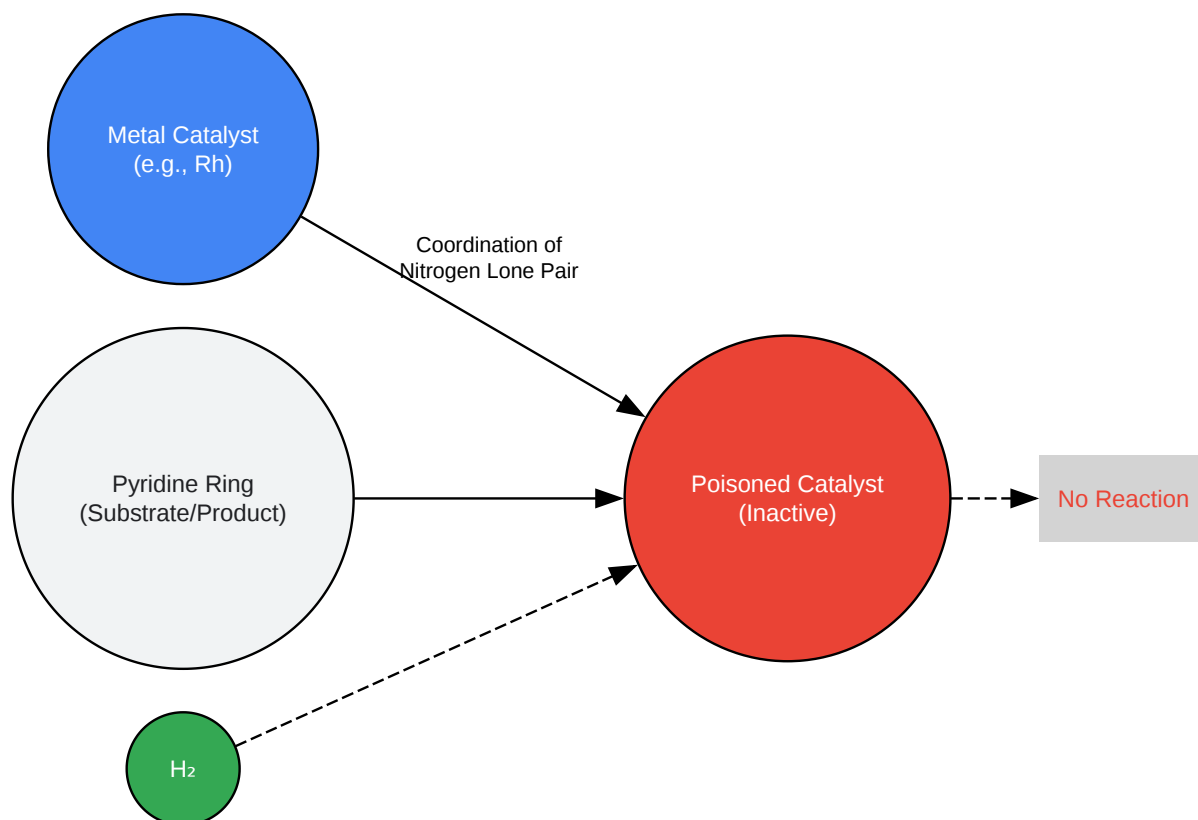 Metal Catalyst
(e.g., Rh)
Coordination of
Nitrogen Lone Pair
Pyridine Ring
(Substrate/Product)
Poisoned Catalyst
(Inactive)
No Reaction
H₂